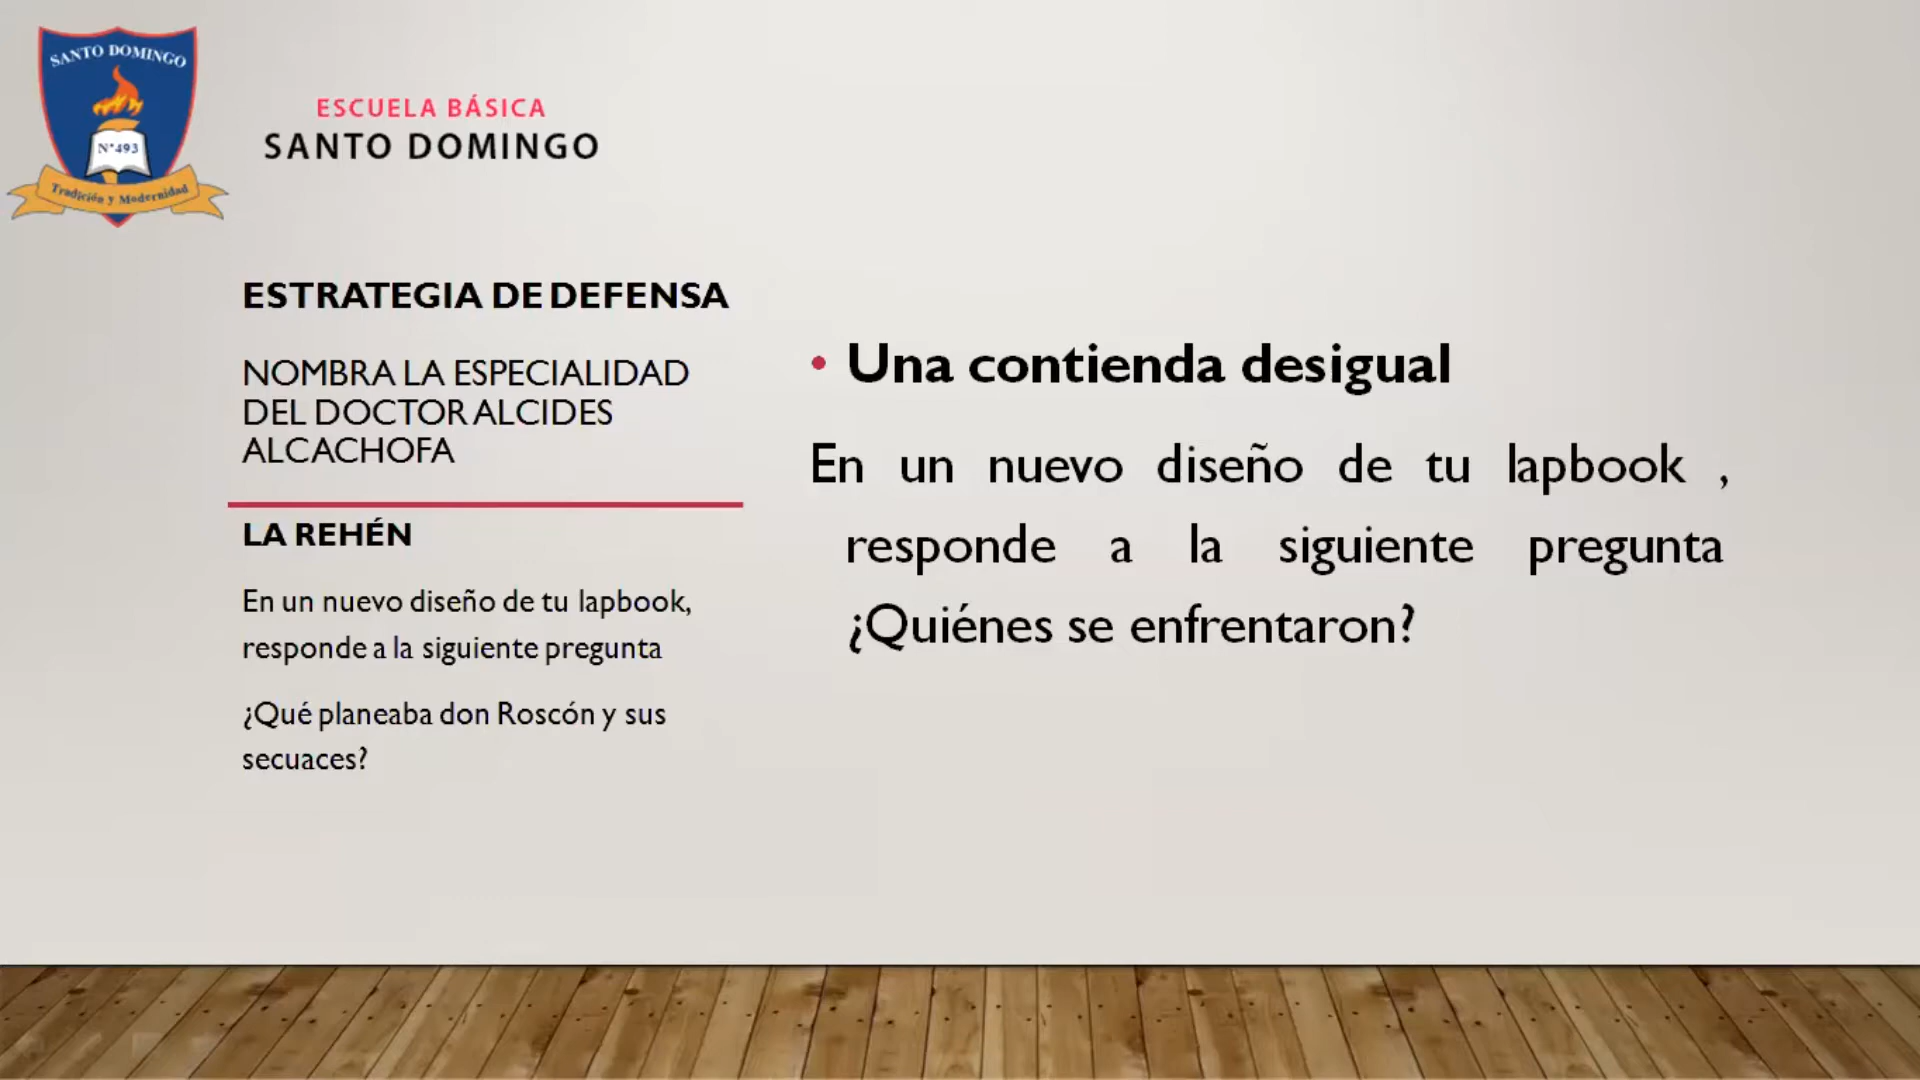 SANTO DOMINGO
N°493
Tradición y Modernidad
ESCUELA BÁSICA
SANTO DOMINGO
ESTRATEGIA DE DEFENSA
NOMBRA LA ESPECIALIDAD
DEL DOCTOR ALCIDES
ALCACHOFA
LA REHÉN
En un nuevo diseño de tu lapbook,
responde a la siguiente pregunta
¿Qué planeaba don Roscón y sus
secuaces?
• Una contienda desigual
En un nuevo diseño de tu lapbook ,
responde a la siguiente pregunta
¿Quiénes se enfrentaron?